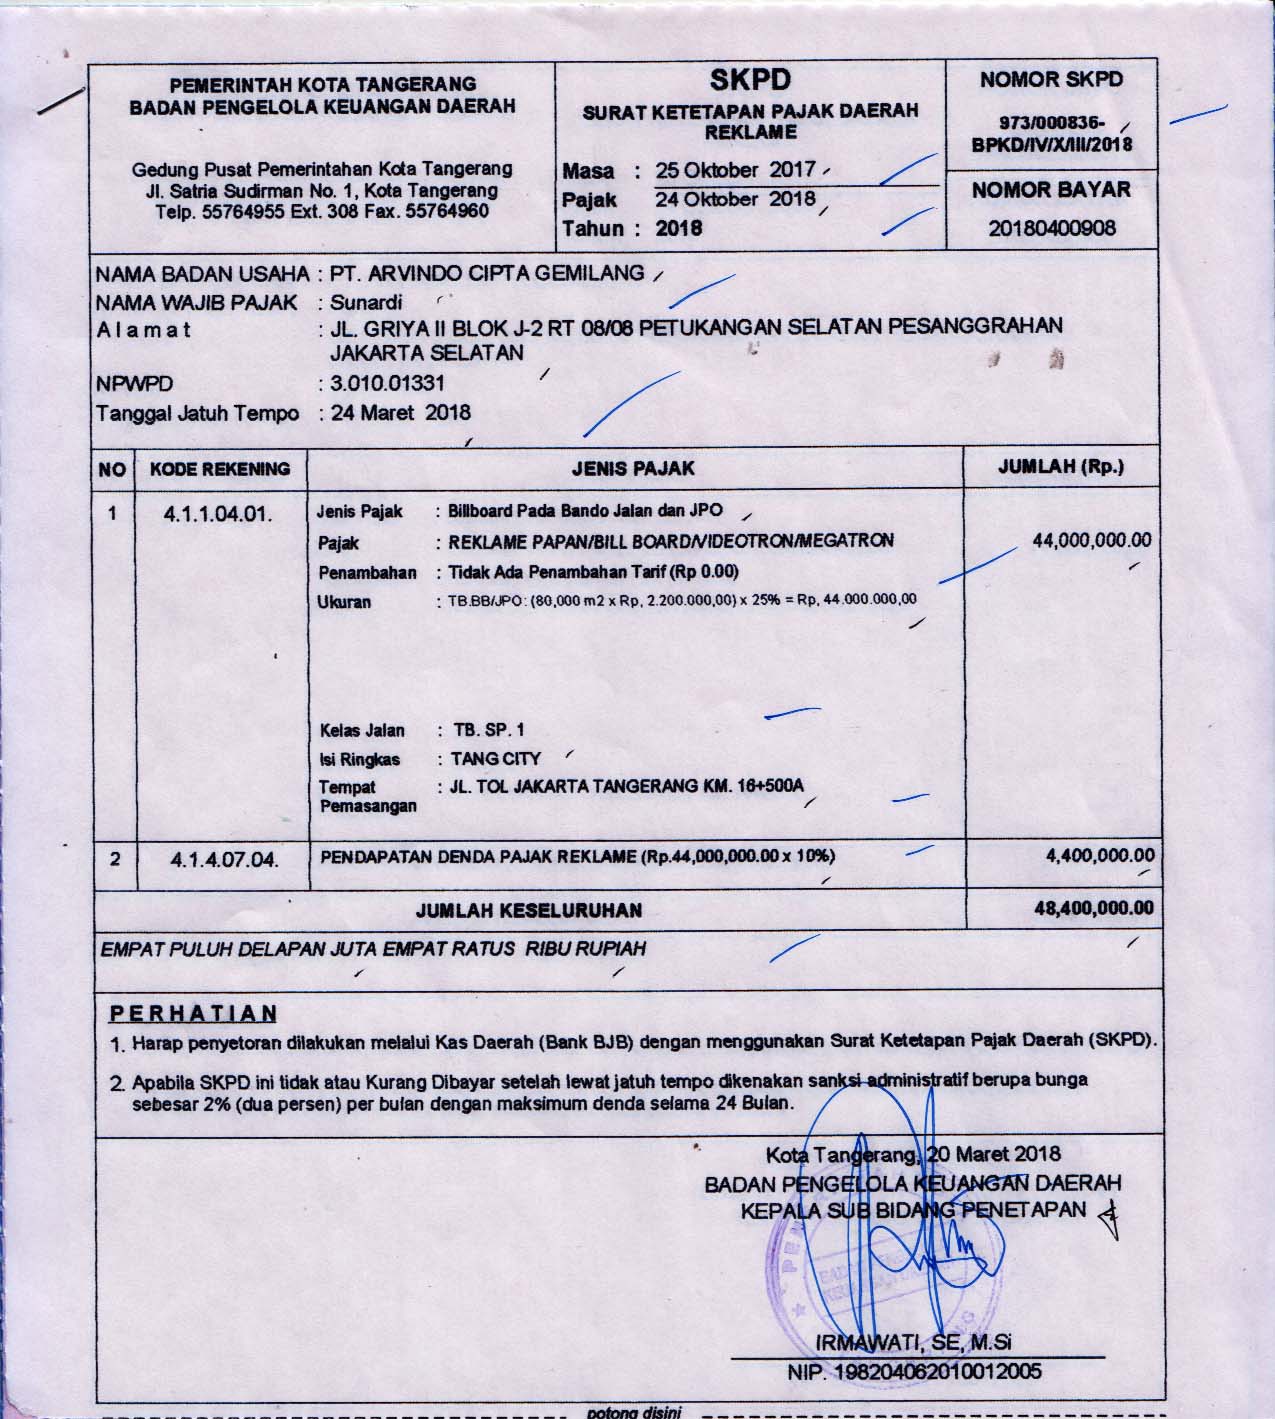 PEMERINTAH KOTA TANGERANG
BADAN PENGELOLA KEUANGAN DAERAH
Gedung Pusat Pemerintahan Kota Tangerang
Jl. Satria Sudirman No. 1, Kota Tangerang
Telp. 55764955 Ext. 308 Fax. 55764960
SKPD
SURAT KETETAPAN PAJAK DAERAH
REKLAME
Masa : 25 Oktober 2017
Pajak 24 Oktober 2018
Tahun : 2018
NOMOR SKPD
973/000836-
BPKD/IV/X/III/2018
NOMOR BAYAR
20180400908
NAMA BADAN USAHA : PT. ARVINDO CIPTA GEMILANG
NAMA WAJIB PAJAK : Sunardi
A l a m a t : JL. GRIYA II BLOK J-2 RT 08/08 PETUKANGAN SELATAN PESANGGRAHAN
JAKARTA SELATAN
NPWPD : 3.010.01331
Tanggal Jatuh Tempo : 24 Maret 2018
NO KODE REKENING JENIS PAJAK JUMLAH (Rp.)
1 4.1.1.04.01. Jenis Pajak : Billboard Pada Bando Jalan dan JPO
Pajak : REKLAME PAPAN/BILL BOARD/VIDEOTRON/MEGATRON 44,000,000.00
Penambahan : Tidak Ada Penambahan Tarif (Rp 0.00)
Ukuran : TB.BB/JPO: (80,000 m2 x Rp, 2.200.000,00) x 25% = Rp, 44.000.000,00
Kelas Jalan : TB. SP. 1
Isi Ringkas : TANG CITY
Tempat : JL. TOL JAKARTA TANGERANG KM. 16+500A
Pemasangan
2 4.1.4.07.04. PENDAPATAN DENDA PAJAK REKLAME (Rp.44,000,000.00 x 10%) 4,400,000.00
JUMLAH KESELURUHAN 48,400,000.00
EMPAT PULUH DELAPAN JUTA EMPAT RATUS RIBU RUPIAH
PERHATIAN
1. Harap penyetoran dilakukan melalui Kas Daerah (Bank BJB) dengan menggunakan Surat Ketetapan Pajak Daerah (SKPD).
2. Apabila SKPD ini tidak atau Kurang Dibayar setelah lewat jatuh tempo dikenakan sanksi administratif berupa bunga
sebesar 2% (dua persen) per bulan dengan maksimum denda selama 24 Bulan.
Kota Tangerang, 20 Maret 2018
BADAN PENGELOLA KEUANGAN DAERAH
KEPALA SUB BIDANG PENETAPAN
IRMAWATI, SE, M.Si
NIP. 198204062010012005
potong disini